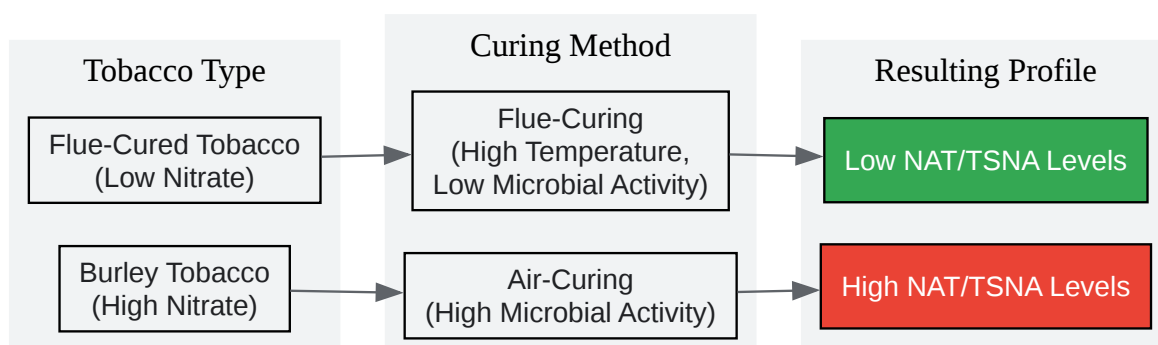 Tobacco Type
Flue-Cured Tobacco
(Low Nitrate)
Burley Tobacco
(High Nitrate)
Curing Method
Flue-Curing
(High Temperature,
Low Microbial Activity)
Air-Curing
(High Microbial Activity)
Resulting Profile
Low NAT/TSNA Levels
High NAT/TSNA Levels